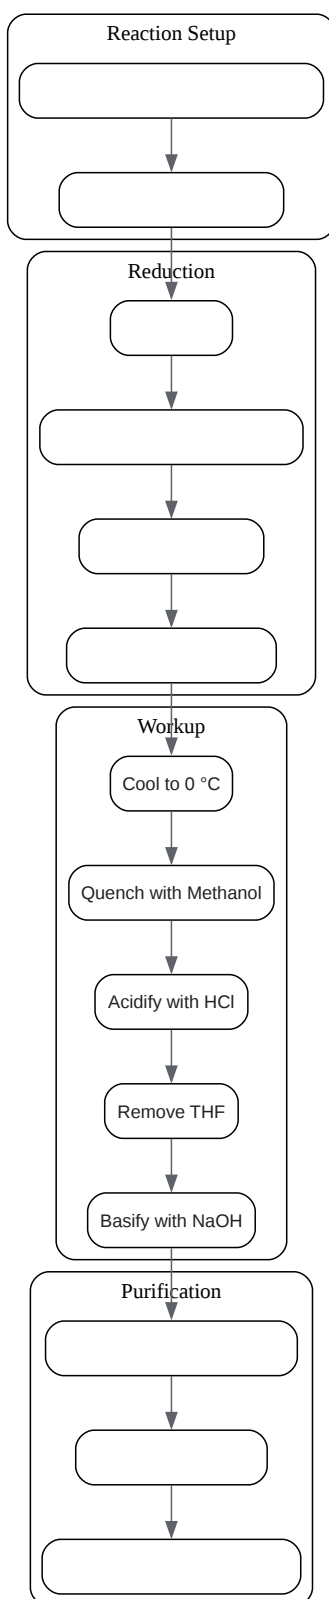 Reaction Setup
Reduction
Workup
Cool to 0 °C
Quench with Methanol
Acidify with HCl
Remove THF
Basify with NaOH
Purification